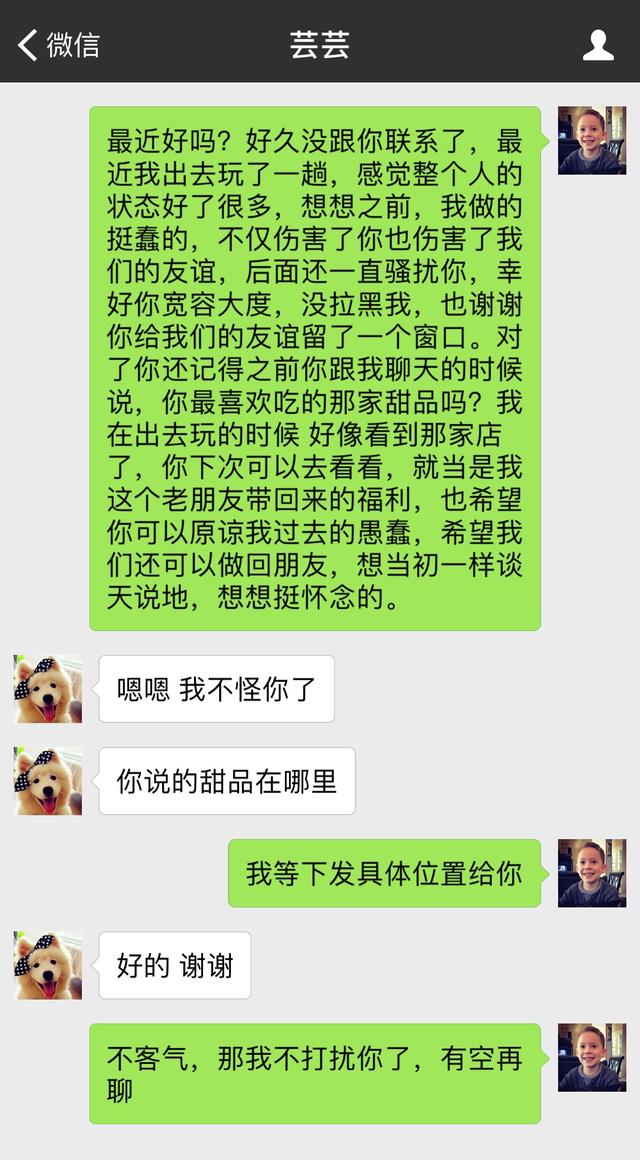 微信
芸芸
最近好吗？好久没跟你联系了，最
近我出去玩了一趟，感觉整个人的
状态好了很多，想想之前，我做的
挺蠢的，不仅伤害了你也伤害了我
们的友谊，后面还一直骚扰你，幸
好你宽容大度，没拉黑我，也谢谢
你给我们的友谊留了一个窗口。对
了你还记得之前你跟我聊天的时候
说，你最喜欢吃的那家甜品吗？我
在出去玩的时候 好像看到那家店
了，你下次可以去看看，就当是我
这个老朋友带回来的福利，也希望
你可以原谅我过去的愚蠢，希望我
们还可以做回朋友，想当初一样谈
天说地，想想挺怀念的。
嗯嗯 我不怪你了
你说的甜品在哪里
我等下发具体位置给你
好的 谢谢
不客气，那我不打扰你了，有空再
聊